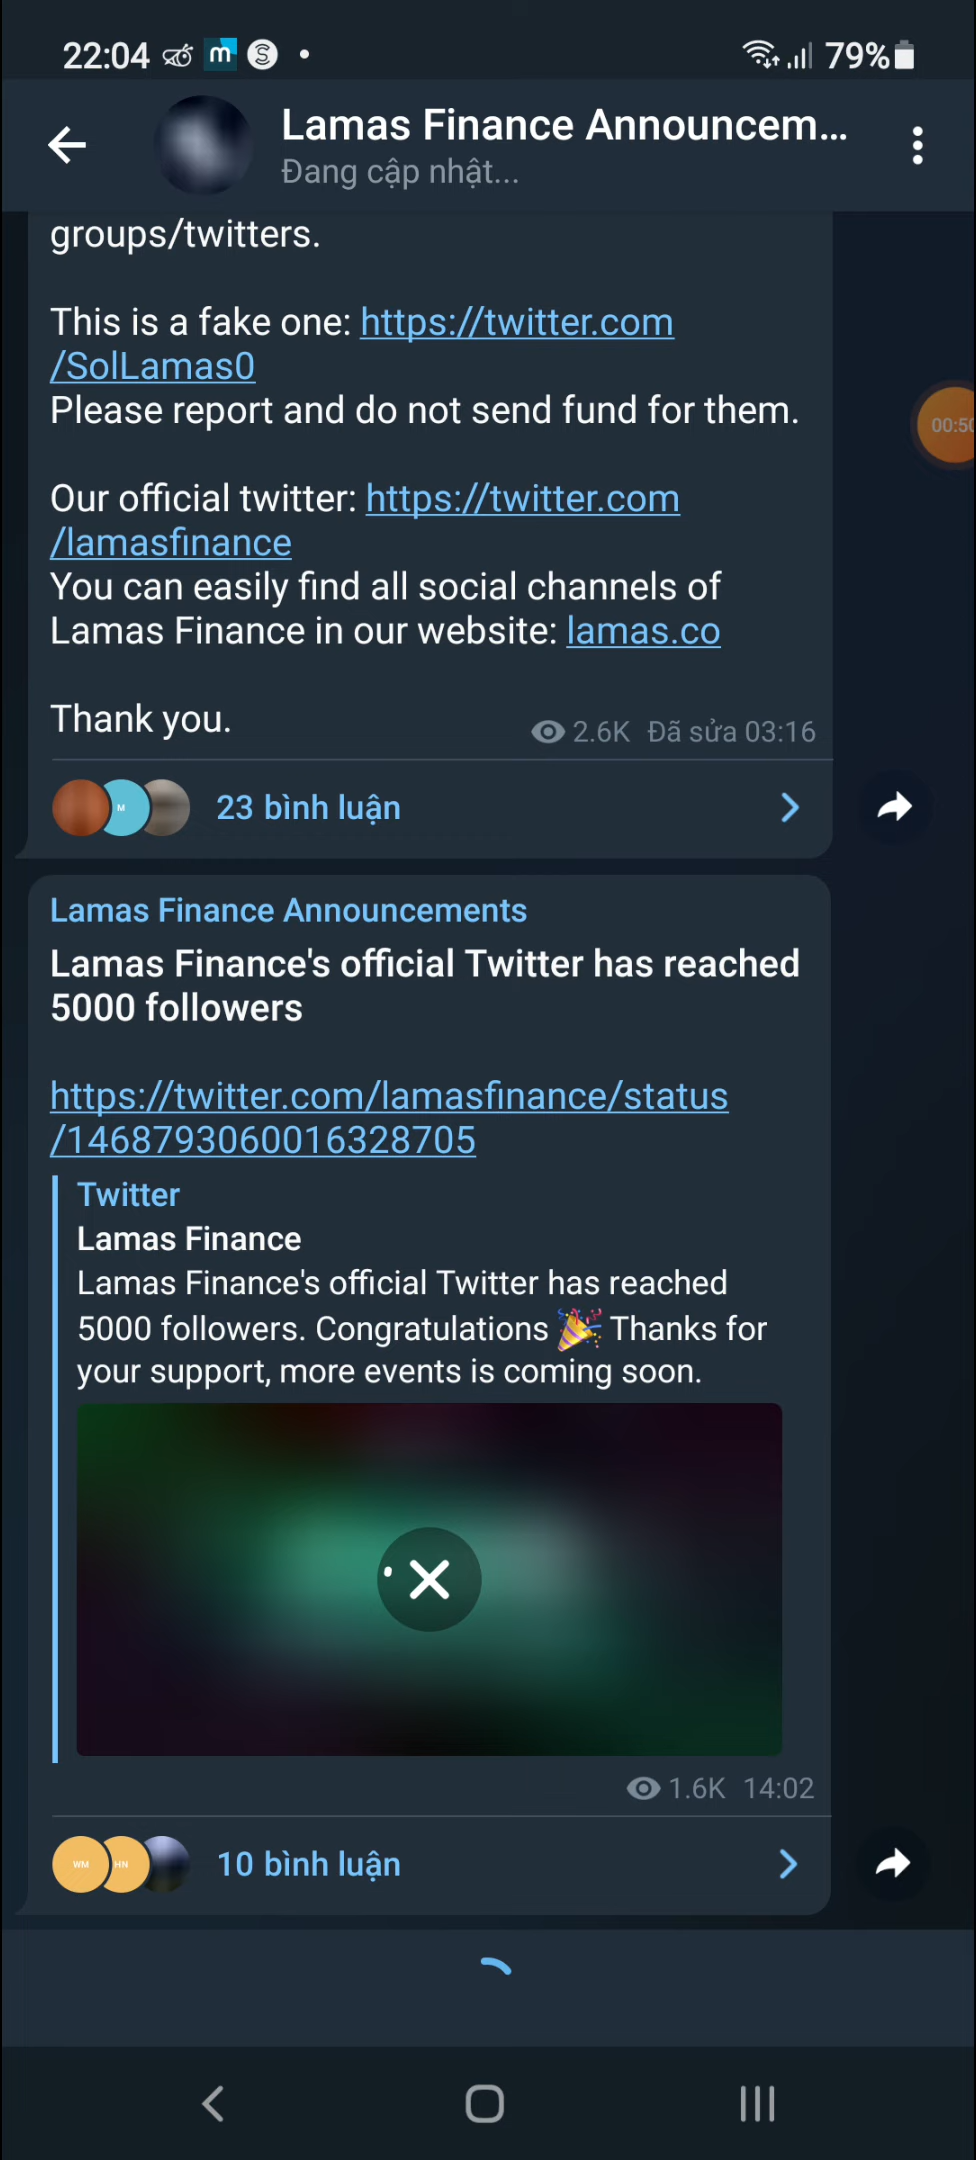 22:04
79%
Lamas Finance Announcem...
Đang cập nhật...
groups/twitters.
This is a fake one: https://twitter.com
/SolLamas0
Please report and do not send fund for them.
00:50
Our official twitter: https://twitter.com
/lamasfinance
You can easily find all social channels of
Lamas Finance in our website: lamas.co
Thank you.
2.6K Đã sửa 03:16
M
23 bình luận
Lamas Finance Announcements
Lamas Finance's official Twitter has reached
5000 followers
https://twitter.com/lamasfinance/status
/1468793060016328705
Twitter
Lamas Finance
Lamas Finance's official Twitter has reached
5000 followers. Congratulations 🎉 Thanks for
your support, more events is coming soon.
1.6K 14:02
WM HN
10 bình luận